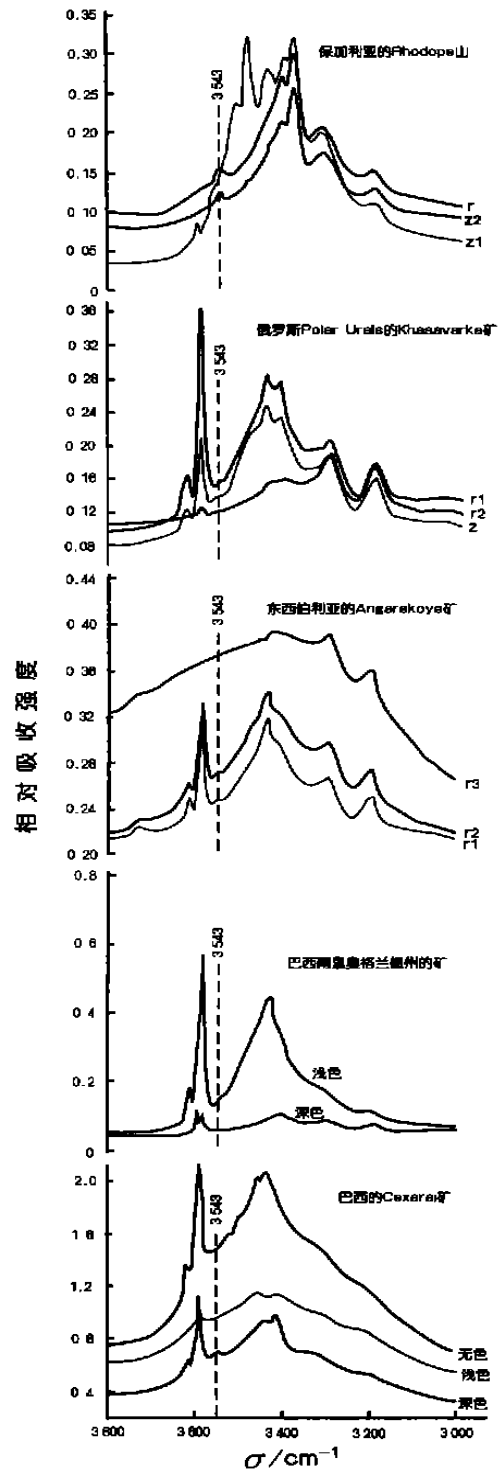 0 35
0 30
0.25
0 20
0.15
0 10
0 05
0
3 543
保加利亚的Rhodope山
r
z2
z1
0 36
0 28
0 20
0 16
0 12
0 08
3 543
俄罗斯Polar Urals的Khasavarka矿
r1
r2
z
0.44
0 40
0 36
0 32
0 28
0 24
0 20
3 543
东西伯利亚的Angarskoye矿
r3
r2
r1
相对吸收强度
0.8
0.6
0.4
0.2
0
3 543
巴西南里奥格兰德州的矿
浅色
深色
2.0
1.6
1.2
0.8
0 4
3 543
巴西的Cexarai矿
无色
浅色
深色
3 800
3 600
3 400
3 200
3 000
σ/cm⁻¹